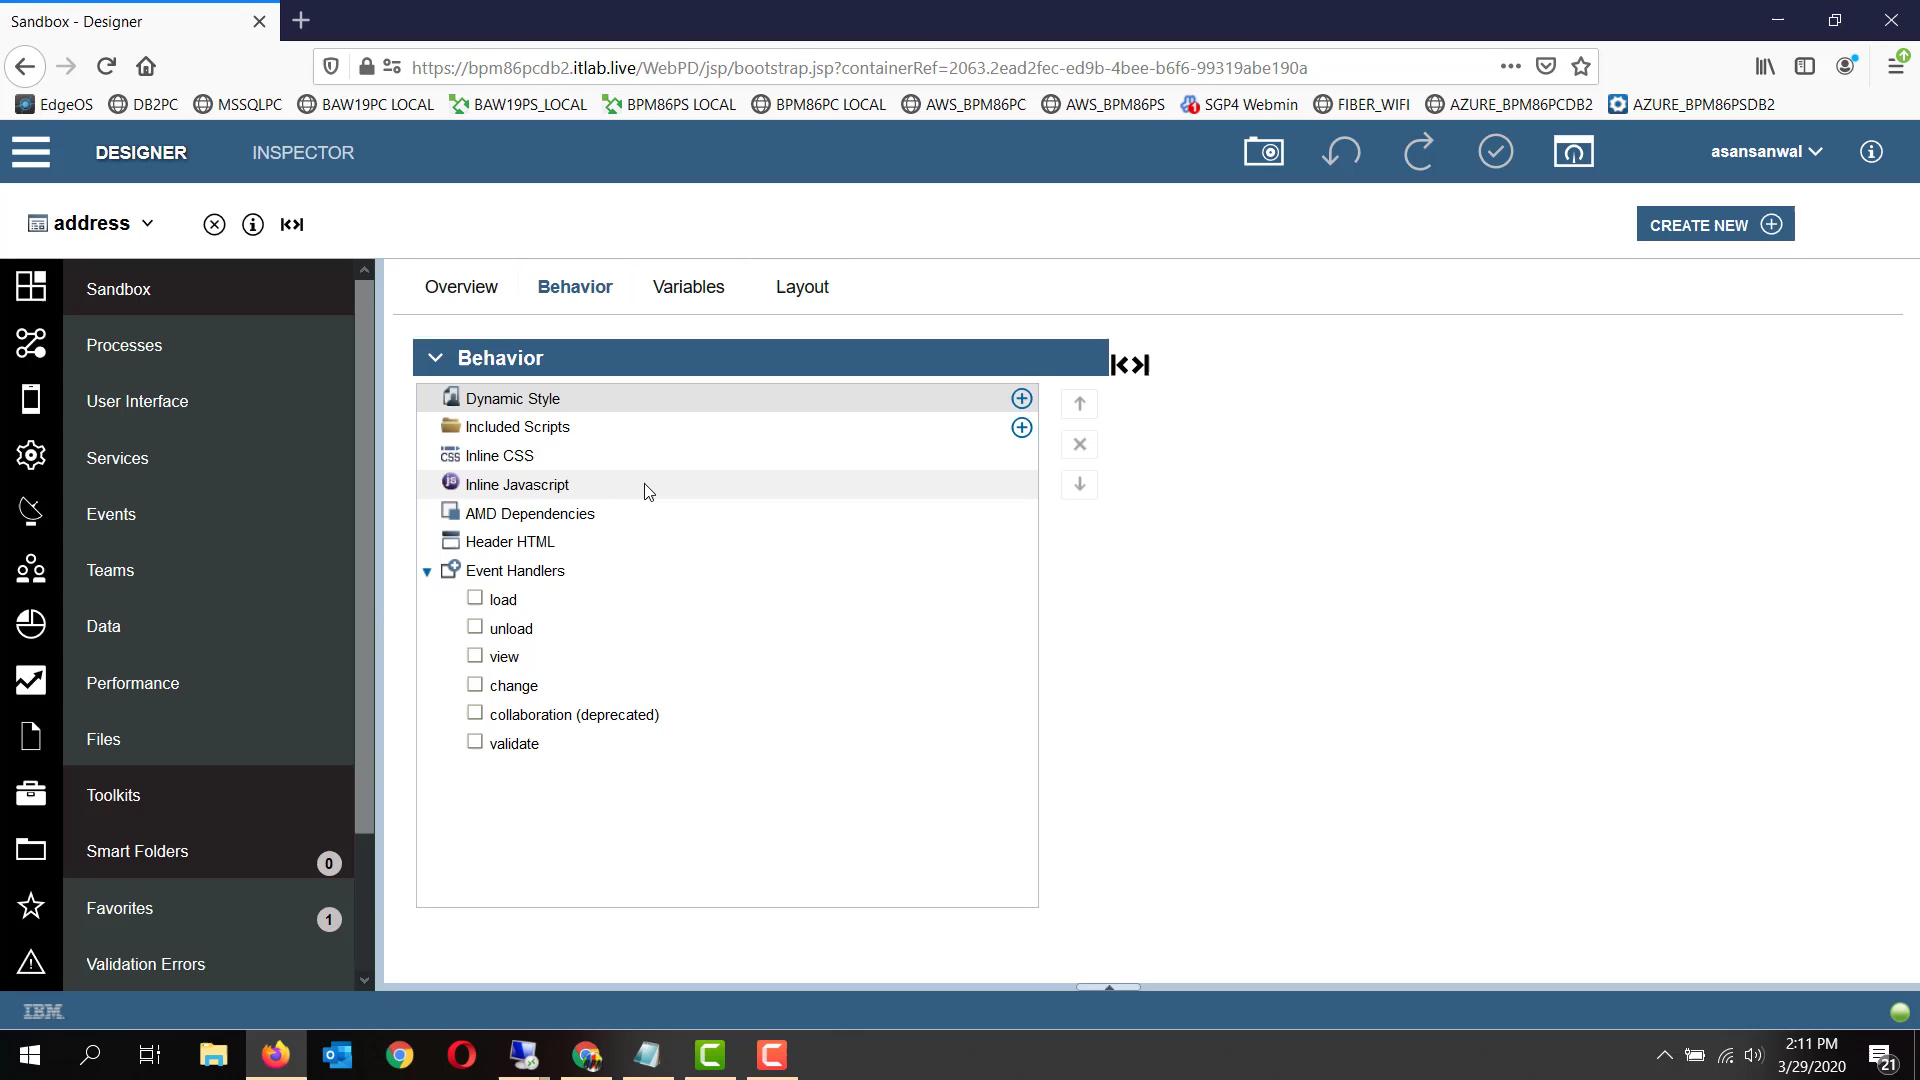 Sandbox - Designer
https://bpm86pcdb2.itlab.live/WebPD/jsp/bootstrap.jsp?containerRef=2063.2ead2fec-ed9b-4bee-b6f6-99319abe190a
EdgeOS DB2PC MSSQLPC BAW19PC LOCAL BAW19PS_LOCAL BPM86PS LOCAL BPM86PC LOCAL AWS_BPM86PC AWS_BPM86PS SGP4 Webmin FIBER_WIFI AZURE_BPM86PCDB2 AZURE_BPM86PSDB2
DESIGNER INSPECTOR asansanwal
address CREATE NEW
Sandbox
Processes
User Interface
Services
Events
Teams
Data
Performance
Files
Toolkits
Smart Folders 0
Favorites 1
Validation Errors
Overview Behavior Variables Layout
Behavior
Dynamic Style
Included Scripts
CSS Inline CSS
js Inline Javascript
AMD Dependencies
Header HTML
Event Handlers
load
unload
view
change
collaboration (deprecated)
validate
IBM
2:11 PM
3/29/2020
21